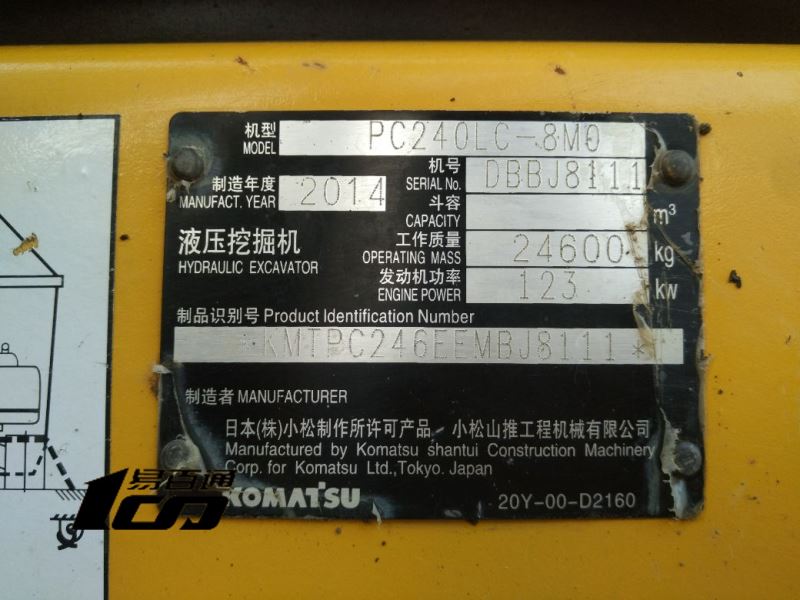 机型 MODEL PC240LC-8M0
机号 SERIAL No. DBBJ8111
制造年度 MANUFACT. YEAR 2014
斗容 CAPACITY m³
液压挖掘机 HYDRAULIC EXCAVATOR
工作质量 OPERATING MASS 24600 kg
发动机功率 ENGINE POWER 123 kw
制品识别号 Product Identification Number
*KMTPC246EEMBJ8111*
制造者 MANUFACTURER
日本(株)小松制作所许可产品 小松山推工程机械有限公司
Manufactured by Komatsu shantui Construction Machinery
Corp. for Komatsu Ltd.,Tokyo. Japan
KOMATSU 20Y-00-D2160
易百通
100